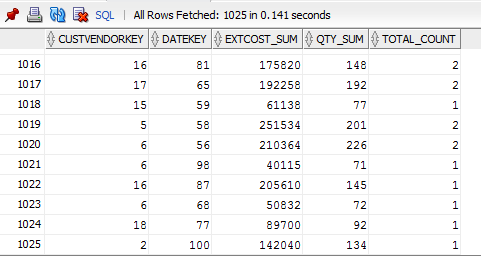 SQL | All Rows Fetched: 1025 in 0.141 seconds
CUSTVENDORKEY DATEKEY EXTCOST_SUM QTY_SUM TOTAL_COUNT
1016 16 81 175820 148 2
1017 17 65 192258 192 2
1018 15 59 61138 77 1
1019 5 58 251534 201 2
1020 6 56 210364 226 2
1021 6 98 40115 71 1
1022 16 87 205610 145 1
1023 6 68 50832 72 1
1024 18 77 89700 92 1
1025 2 100 142040 134 1